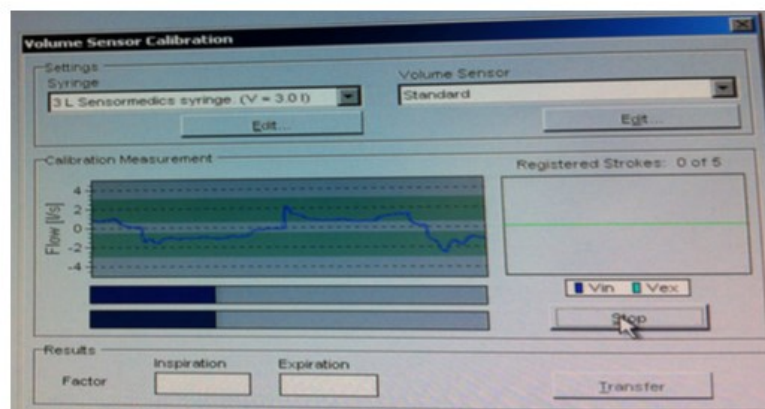 Volume Sensor Calibration
Settings
Syringe
Volume Sensor
3 L Sensormedics syringe (V = 3.0 l)
Standard
Edit...
Edit...
Calibration Measurement
Registered Strokes: 0 of 5
Flow [l/s]
4
2
0
-2
-4
Vin Vex
Stop
Results
Inspiration
Expiration
Factor
Transfer